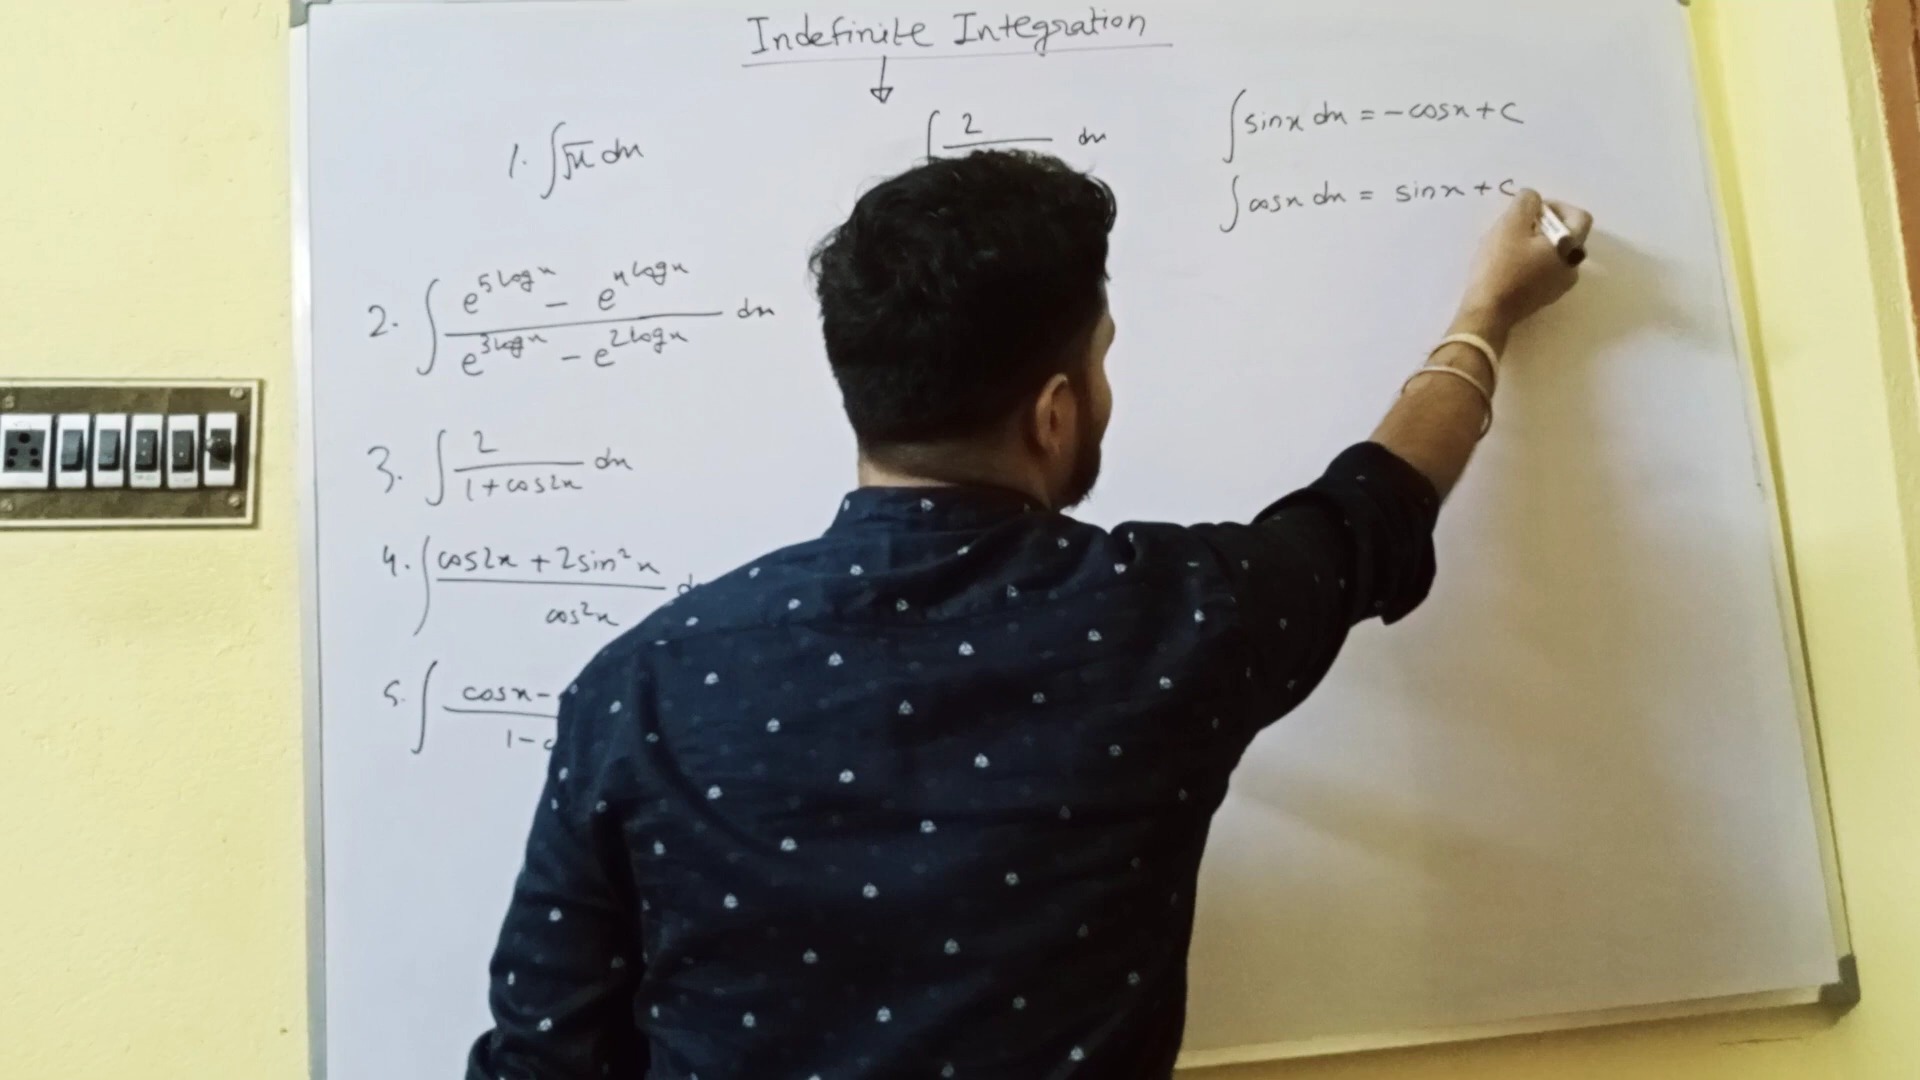 Indefinite Integration
↓
1. ∫√x dx
2. ∫ (e^{5logx} - e^{4logx}) / (e^{3logx} - e^{2logx}) dx
3. ∫ 2 / (1+cos2x) dx
4. ∫ (cos2x + 2sin²x) / cos²x
5. ∫ cosx- / 1-
∫ 2 / dx
∫sinx dx = -cosx+c
∫cosx dx = sinx+c